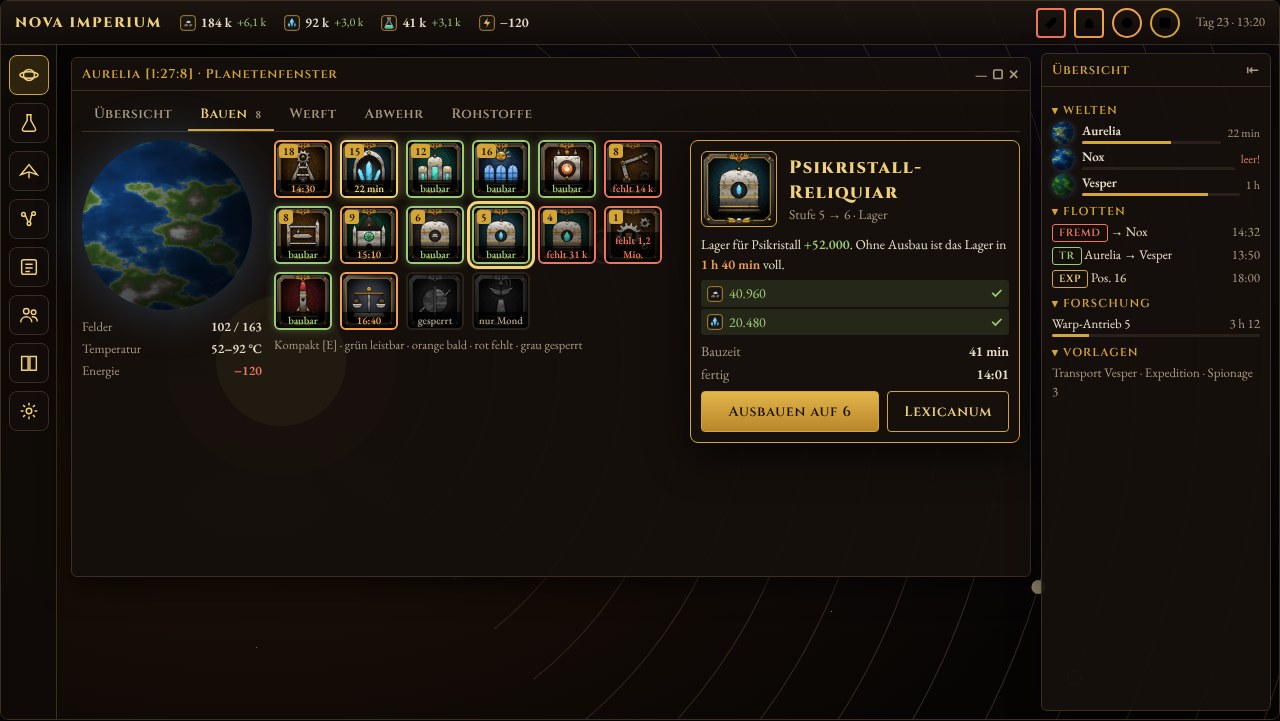 NOVA IMPERIUM 184 k +6,1 k 92 k +3,0 k 41 k +3,1 k −120 Tag 23 · 13:20
Aurelia [1:27:8] · Planetenfenster
Übersicht Bauen 8 Werft Abwehr Rohstoffe
18 14:30
15 22 min
12 baubar
16 baubar
baubar
8 fehlt 14 k
8 baubar
9 15:10
6 baubar
5 baubar
4 fehlt 31 k
1 fehlt 1,2 Mio.
baubar
16:40
gesperrt
nur Mond
Felder 102 / 163
Temperatur 52–92 °C
Energie −120
Kompakt [E] · grün leistbar · orange bald · rot fehlt · grau gesperrt
Psikristall-
Reliquiar
Stufe 5 → 6 · Lager
Lager für Psikristall +52.000. Ohne Ausbau ist das Lager in
1 h 40 min voll.
40.960
20.480
Bauzeit 41 min
fertig 14:01
Ausbauen auf 6 Lexicanum
Übersicht
▾ Welten
Aurelia 22 min
Nox leer!
Vesper 1 h
▾ Flotten
FREMD → Nox 14:32
TR Aurelia → Vesper 13:50
EXP Pos. 16 18:00
▾ Forschung
Warp-Antrieb 5 3 h 12
▾ Vorlagen
Transport Vesper · Expedition · Spionage
3